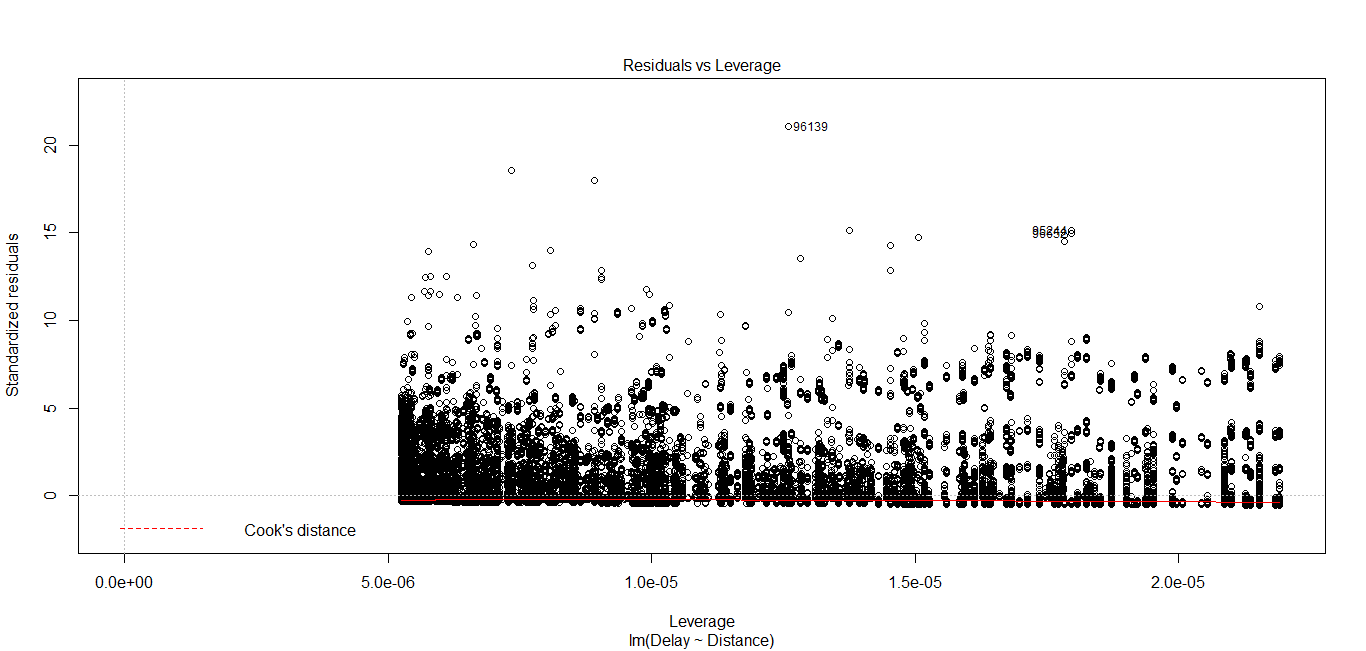 Residuals vs Leverage
96139
20
15
10
5
0
Standardized residuals
Cook's distance
0.0e+00 5.0e-06 1.0e-05 1.5e-05 2.0e-05
Leverage
lm(Delay ~ Distance)